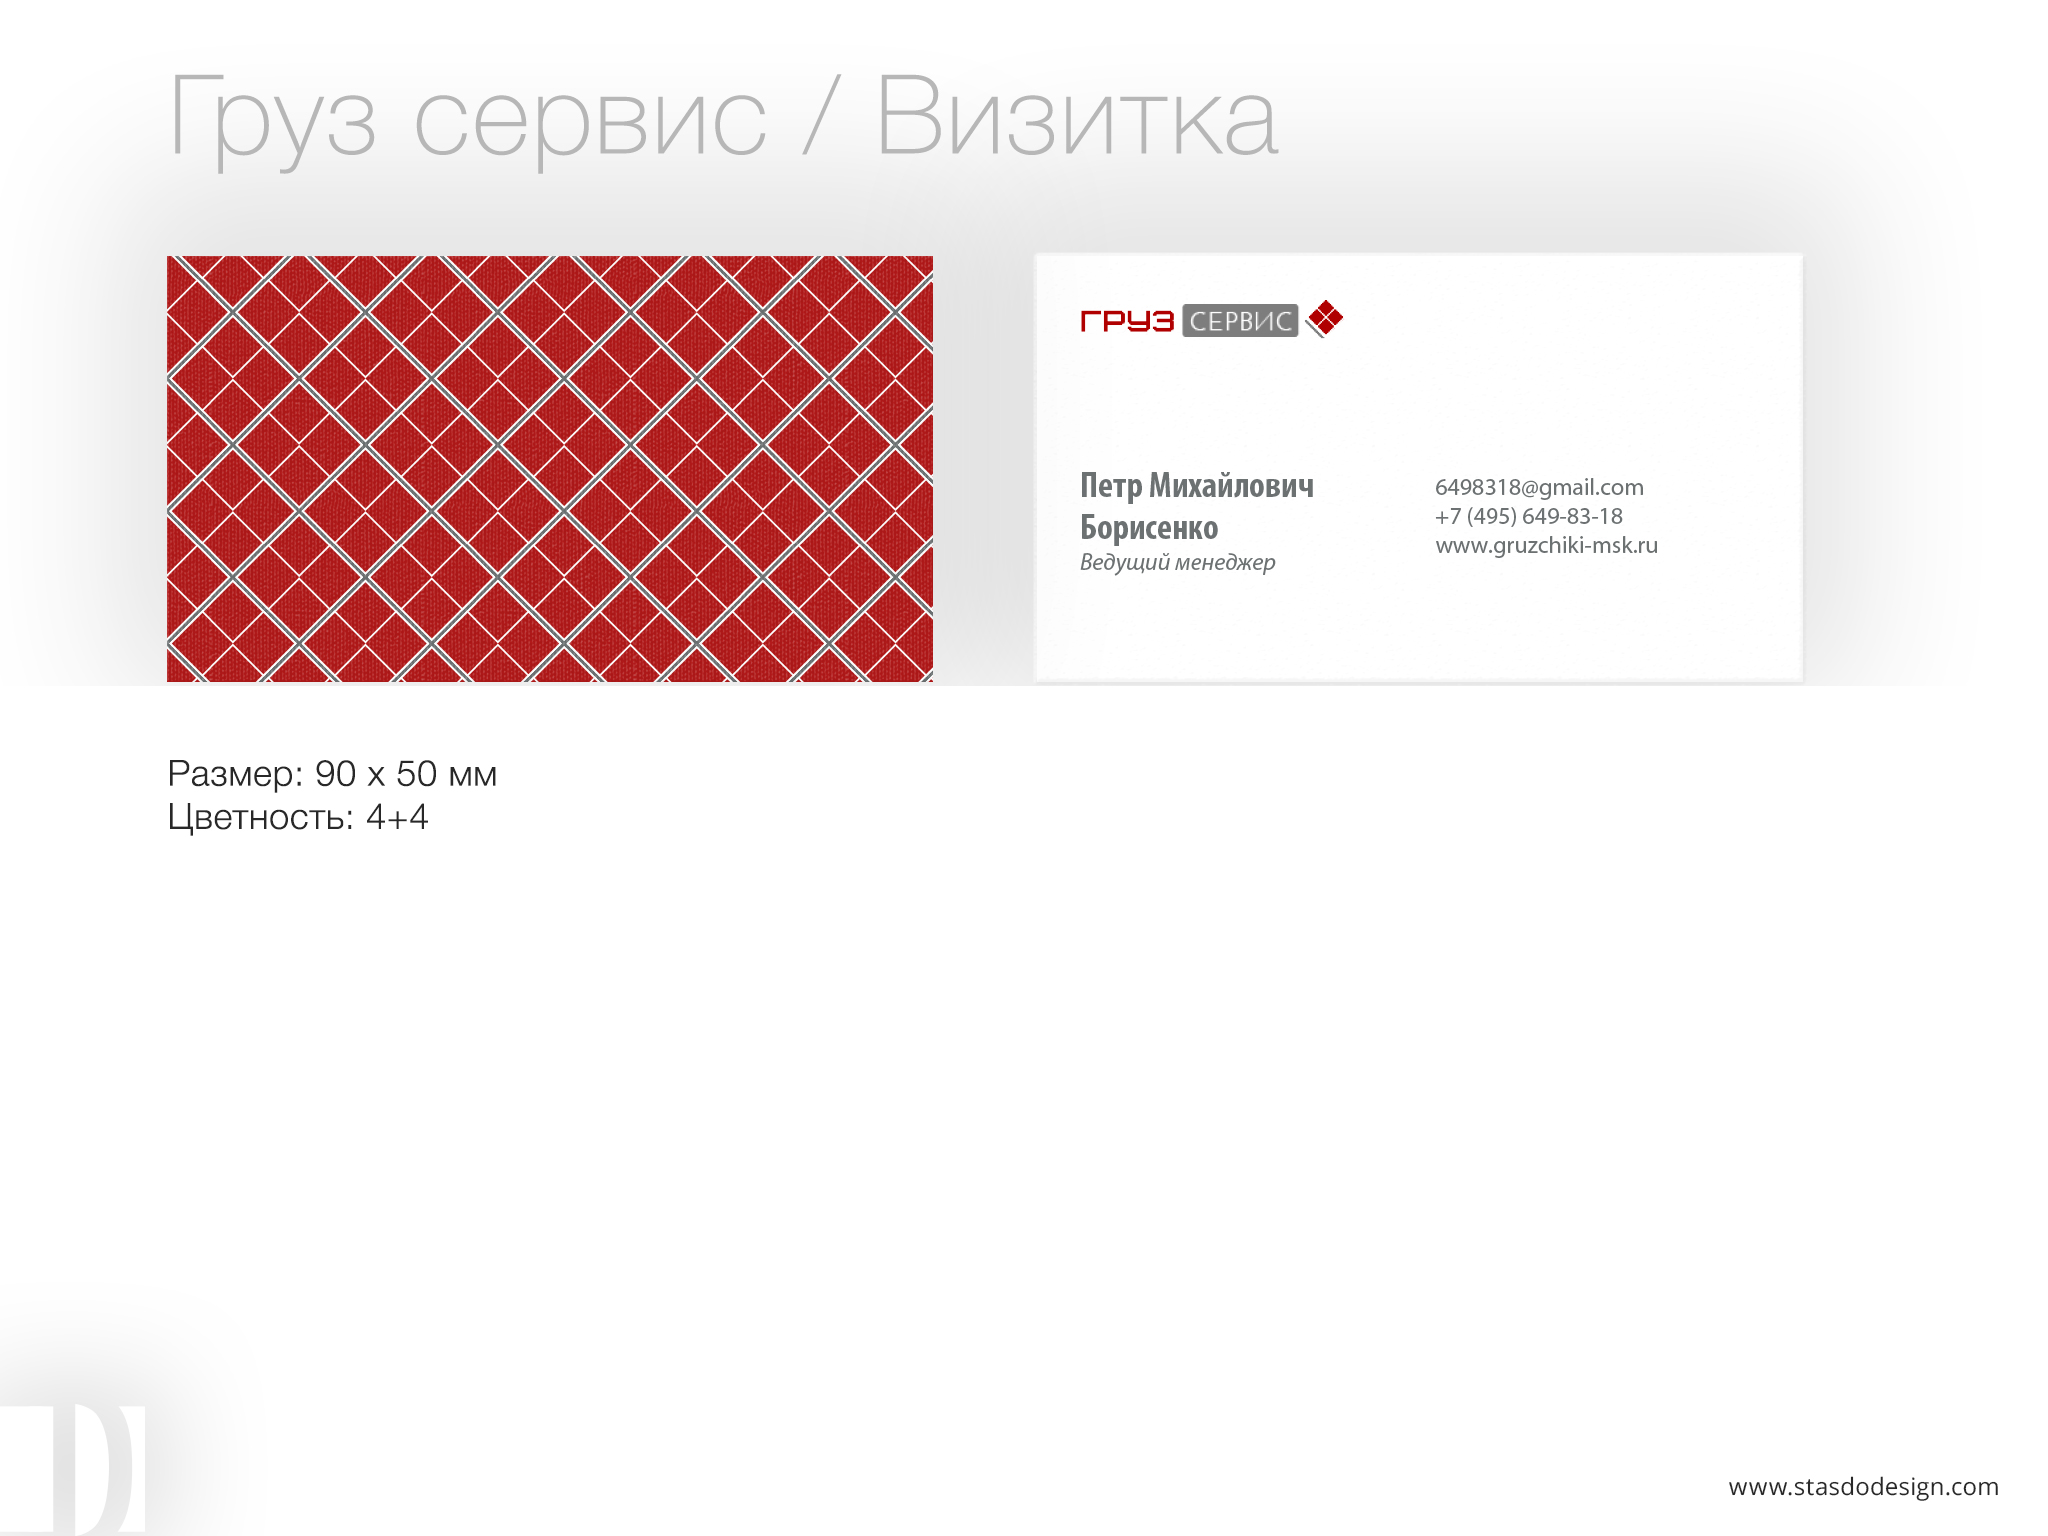 Груз сервис / Визитка
ГРУЗ СЕРВИС
Петр Михайлович
Борисенко
Ведущий менеджер
6498318@gmail.com
+7 (495) 649-83-18
www.gruzchiki-msk.ru
Размер: 90 x 50 мм
Цветность: 4+4
D
www.stasdodesign.com